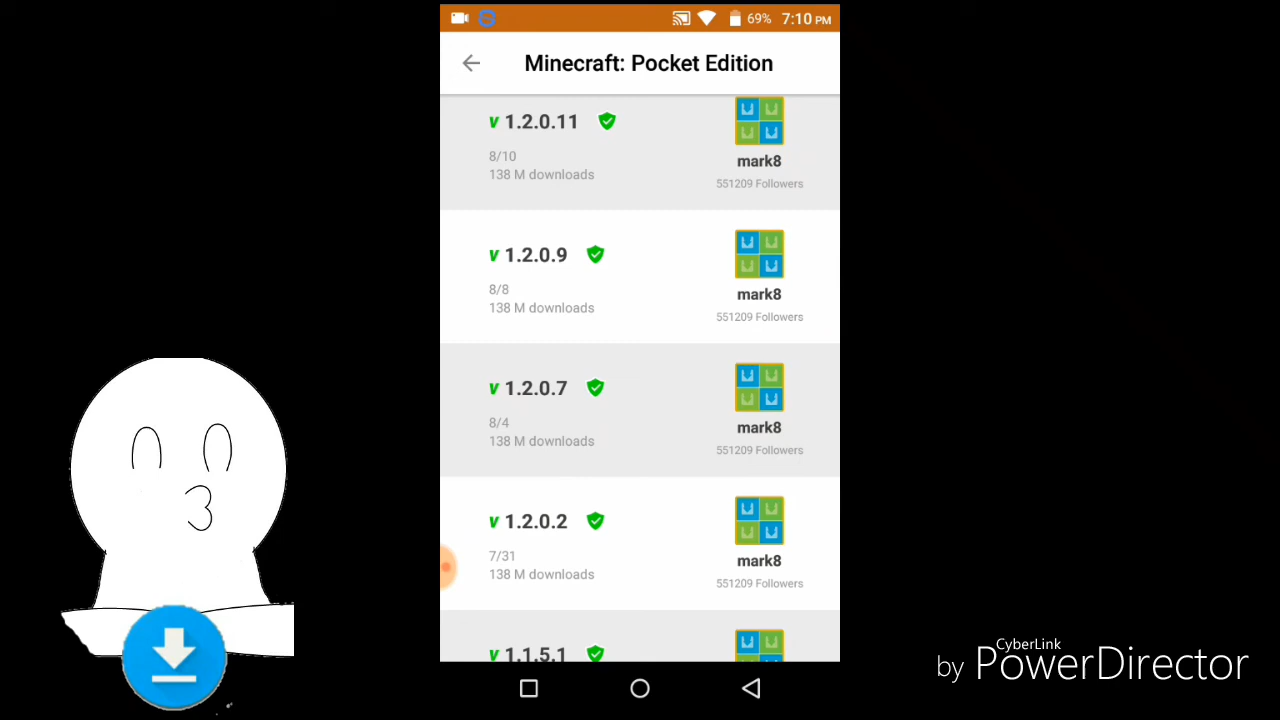 69% 7:10 PM
Minecraft: Pocket Edition
v 1.2.0.11
8/10
138 M downloads
mark8
551209 Followers
v 1.2.0.9
8/8
138 M downloads
mark8
551209 Followers
v 1.2.0.7
8/4
138 M downloads
mark8
551209 Followers
v 1.2.0.2
7/31
138 M downloads
mark8
551209 Followers
v 1.1.5.1
CyberLink
by PowerDirector